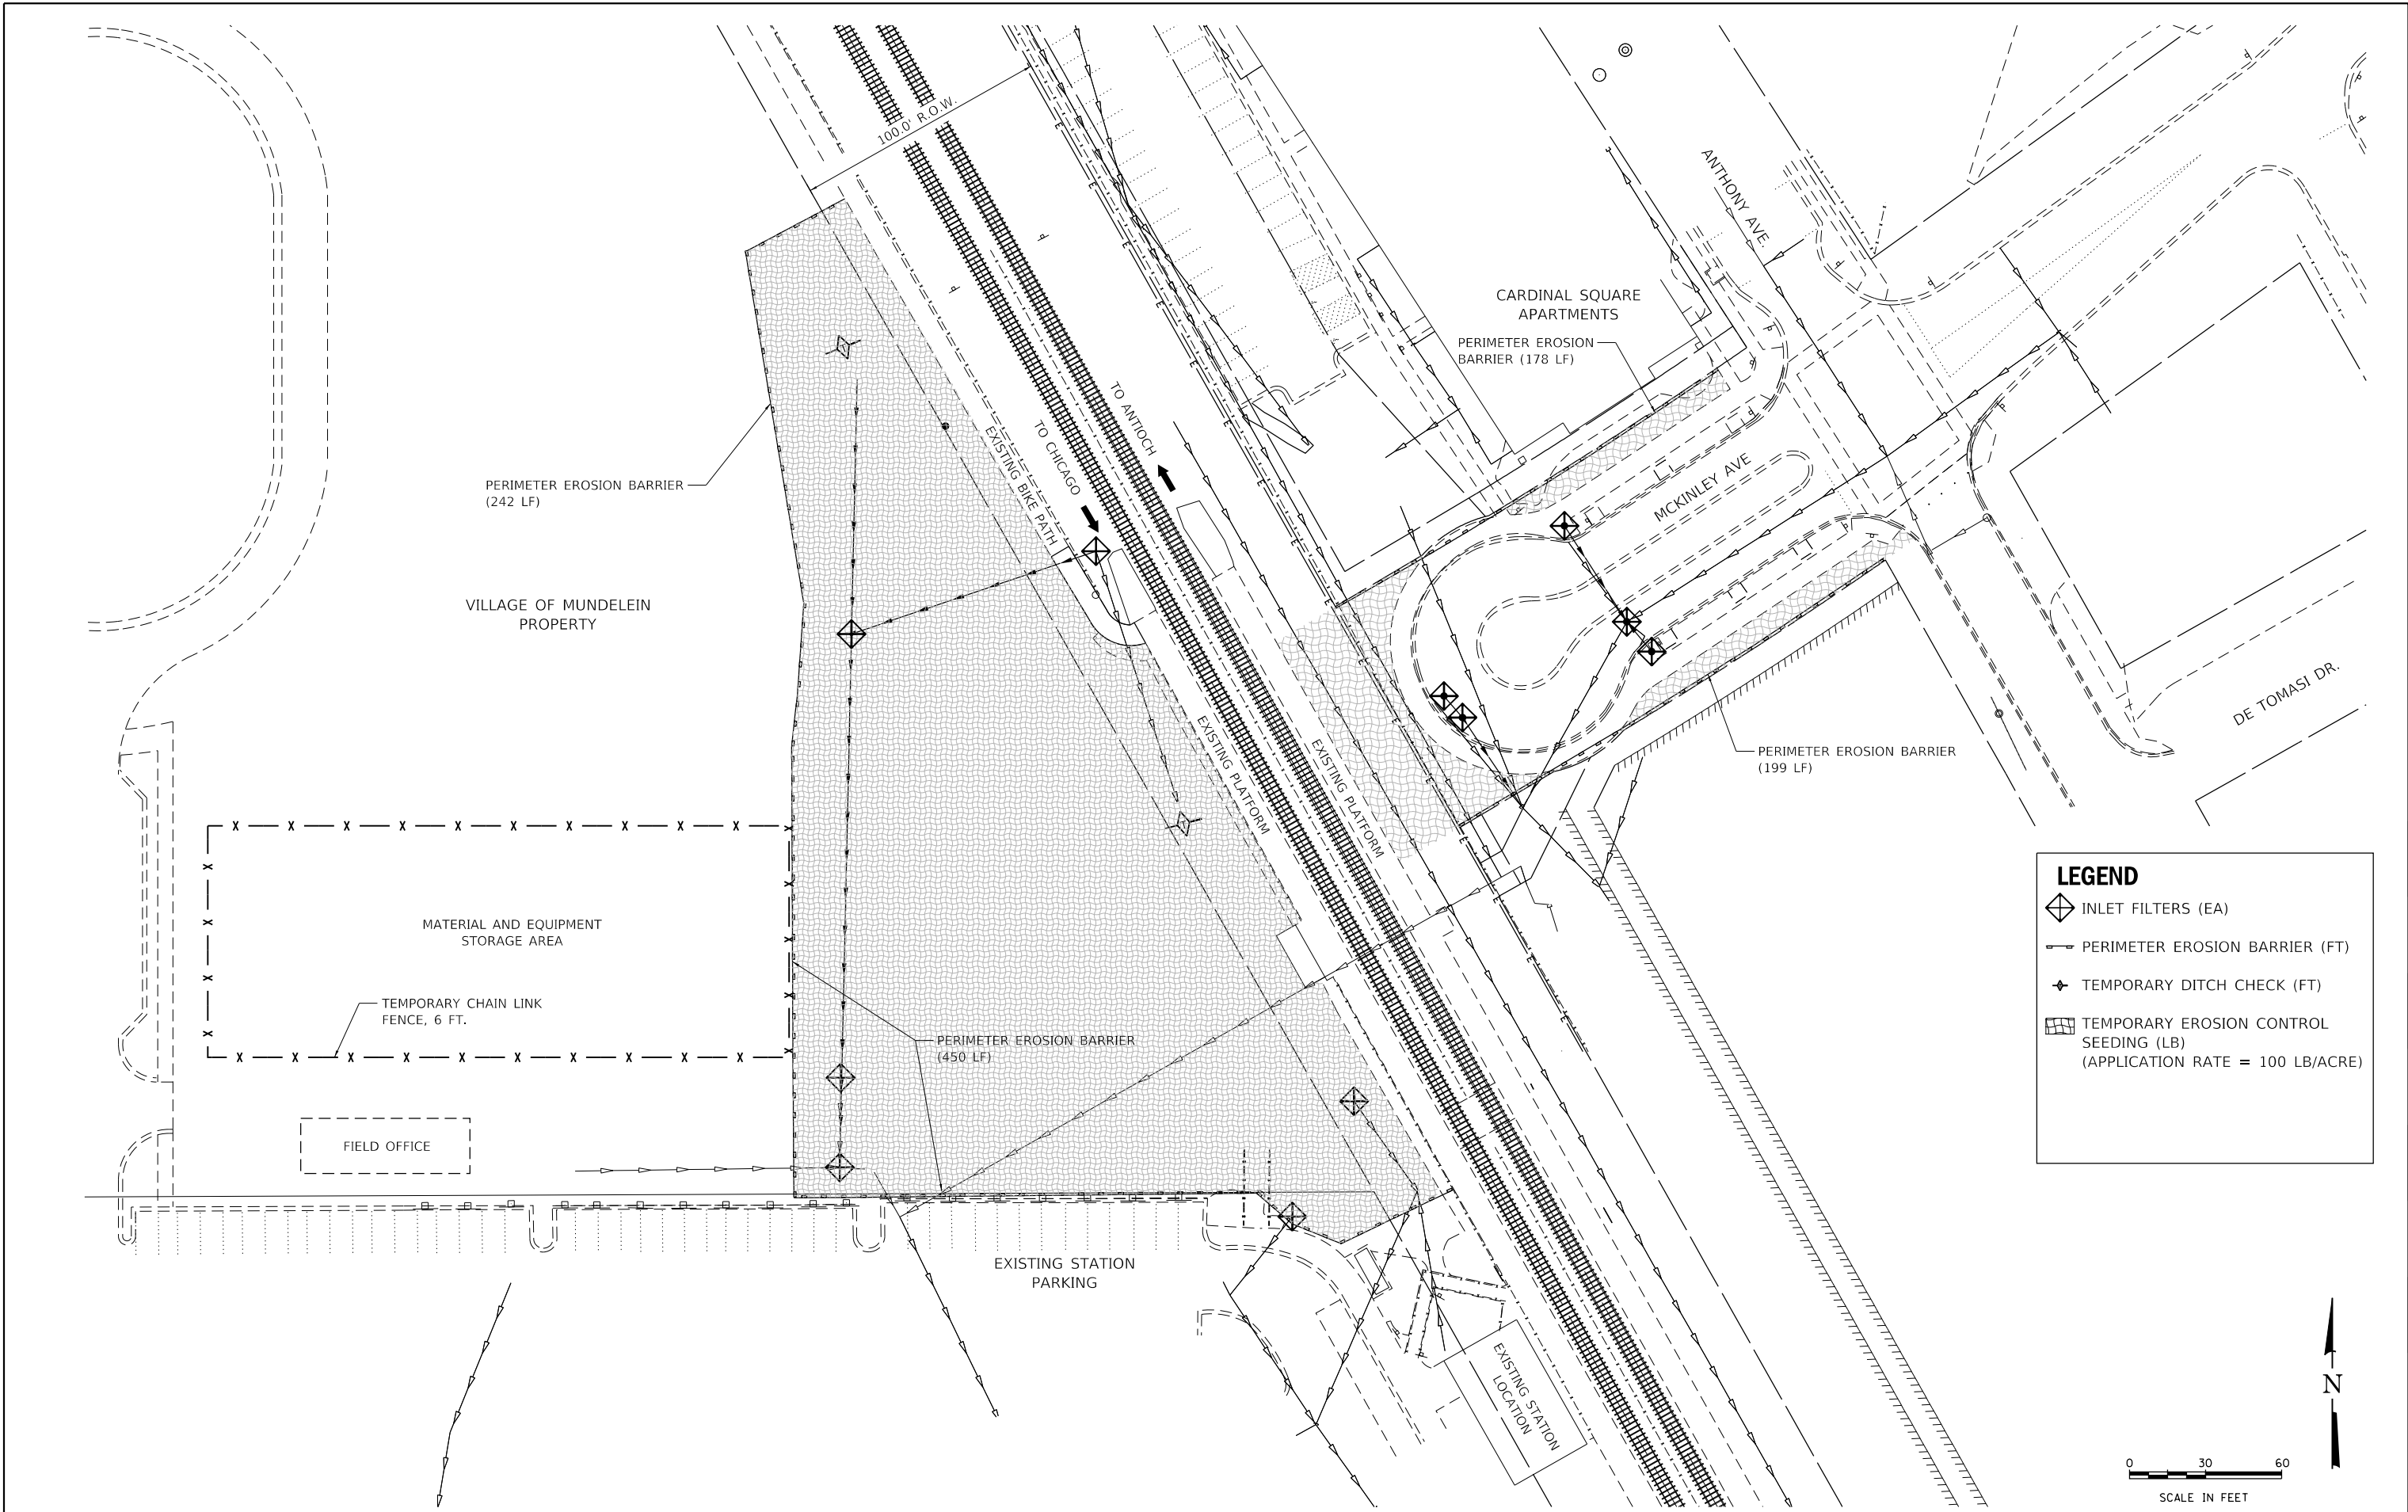 100.0' R.O.W.
ANTHONY AVE.
CARDINAL SQUARE
APARTMENTS
PERIMETER EROSION
BARRIER (178 LF)
TO ANTIOCH
TO CHICAGO
EXISTING BIKE PATH
MCKINLEY AVE
PERIMETER EROSION BARRIER
(242 LF)
VILLAGE OF MUNDELEIN
PROPERTY
DE TOMASI DR.
EXISTING PLATFORM
EXISTING PLATFORM
PERIMETER EROSION BARRIER
(199 LF)
X X X X X X X X X X
MATERIAL AND EQUIPMENT
STORAGE AREA
TEMPORARY CHAIN LINK
FENCE, 6 FT.
PERIMETER EROSION BARRIER
(450 LF)
X X X X X X X X X X
FIELD OFFICE
EXISTING STATION
PARKING
EXISTING STATION
LOCATION
LEGEND
INLET FILTERS (EA)
PERIMETER EROSION BARRIER (FT)
TEMPORARY DITCH CHECK (FT)
TEMPORARY EROSION CONTROL
SEEDING (LB)
(APPLICATION RATE = 100 LB/ACRE)
N
0 30 60
SCALE IN FEET